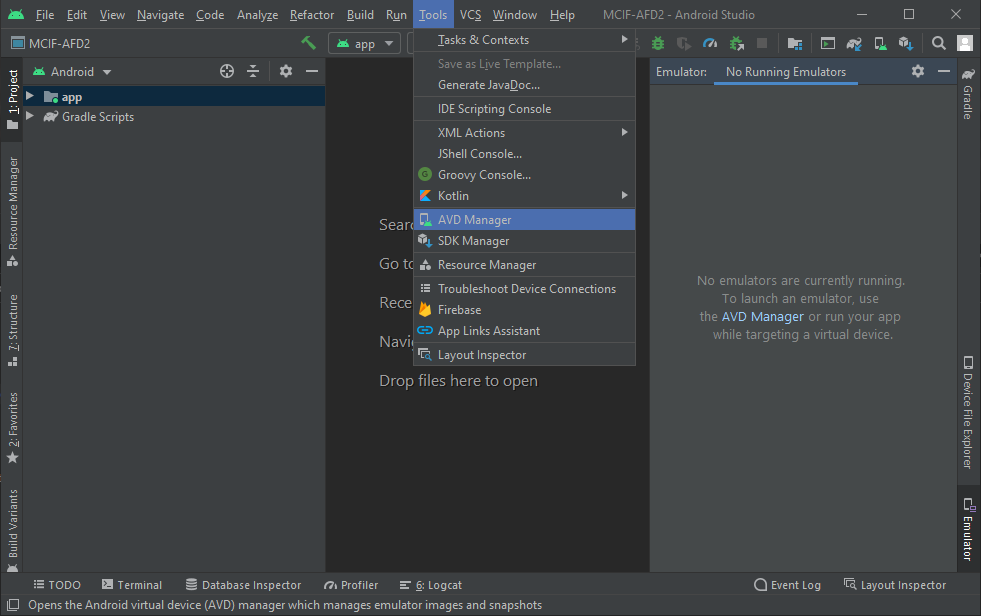 File Edit View Navigate Code Analyze Refactor Build Run Tools VCS Window Help MCIF-AFD2 - Android Studio
MCIF-AFD2
app
Android
app
Gradle Scripts
1: Project
Resource Manager
7: Structure
2: Favorites
Build Variants
Tasks & Contexts
Save as Live Template...
Generate JavaDoc...
IDE Scripting Console
XML Actions
JShell Console...
G Groovy Console...
Kotlin
AVD Manager
SDK Manager
Resource Manager
Troubleshoot Device Connections
Firebase
App Links Assistant
Layout Inspector
Go to
Drop files here to open
Emulator: No Running Emulators
No emulators are currently running.
To launch an emulator, use
the AVD Manager or run your app
while targeting a virtual device.
Gradle
Device File Explorer
Emulator
TODO Terminal Database Inspector Profiler 6: Logcat Event Log Layout Inspector
Opens the Android virtual device (AVD) manager which manages emulator images and snapshots